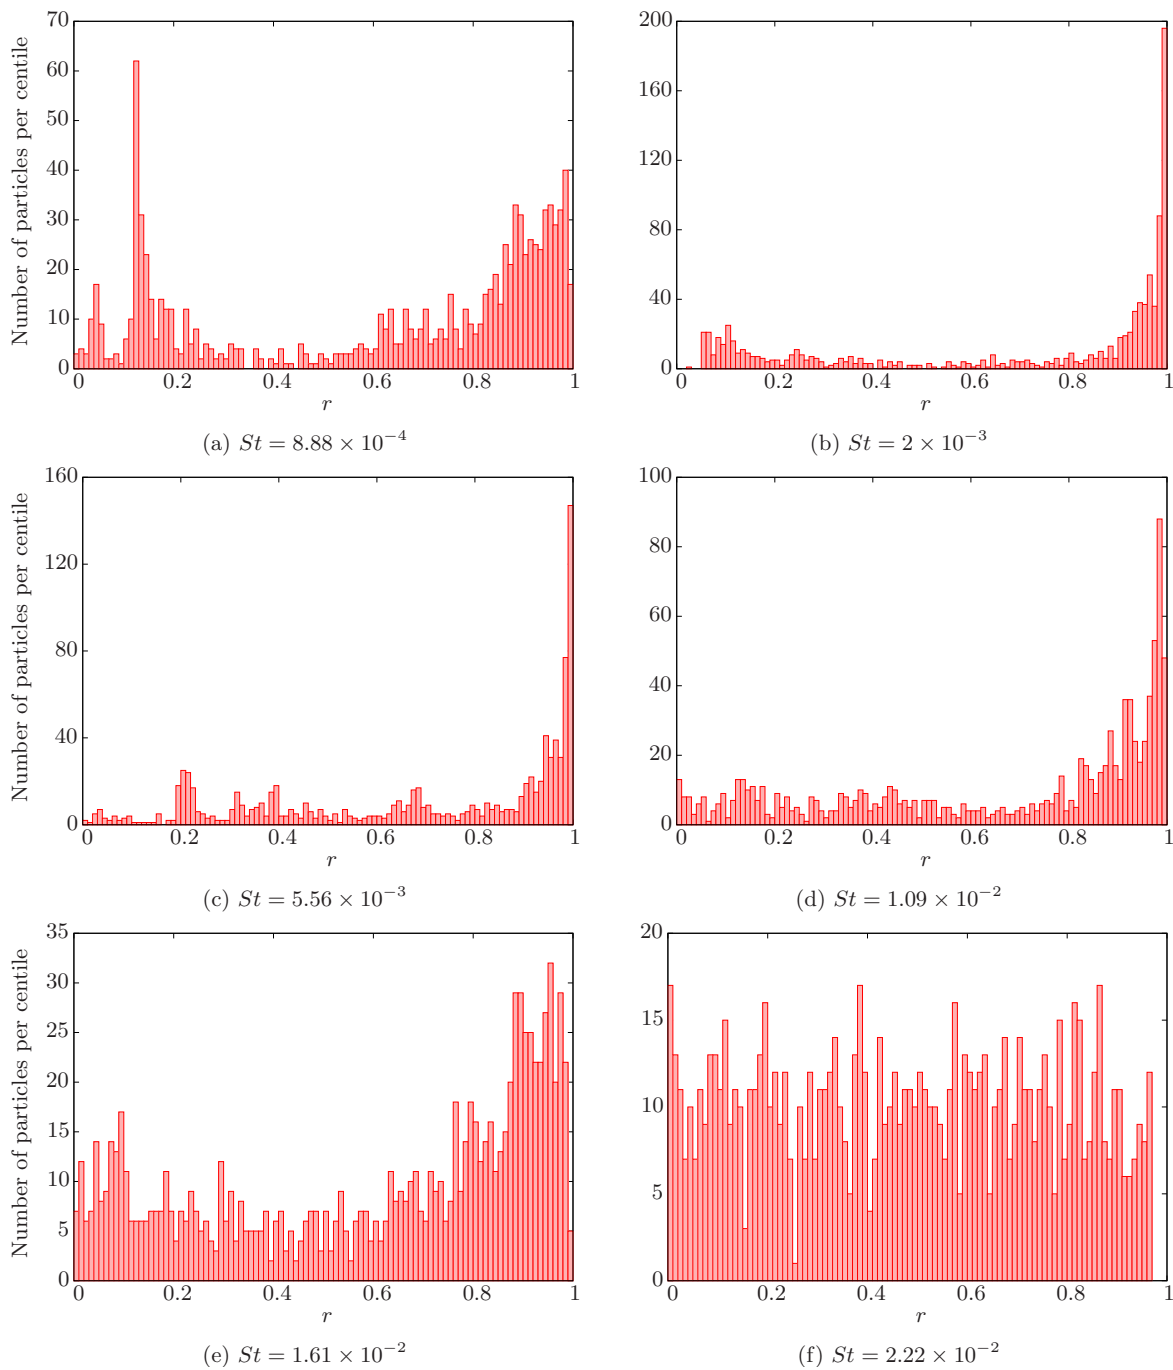 Number of particles per centile
70
60
50
40
30
20
10
0
0 0.2 0.4 0.6 0.8 1
r
(a) St = 8.88 × 10⁻⁴
200
160
120
80
40
0
0 0.2 0.4 0.6 0.8 1
r
(b) St = 2 × 10⁻³
Number of particles per centile
160
120
80
40
0
0 0.2 0.4 0.6 0.8 1
r
(c) St = 5.56 × 10⁻³
100
80
60
40
20
0
0 0.2 0.4 0.6 0.8 1
r
(d) St = 1.09 × 10⁻²
Number of particles per centile
35
30
25
20
15
10
5
0
0 0.2 0.4 0.6 0.8 1
r
(e) St = 1.61 × 10⁻²
20
15
10
5
0
0 0.2 0.4 0.6 0.8 1
r
(f) St = 2.22 × 10⁻²